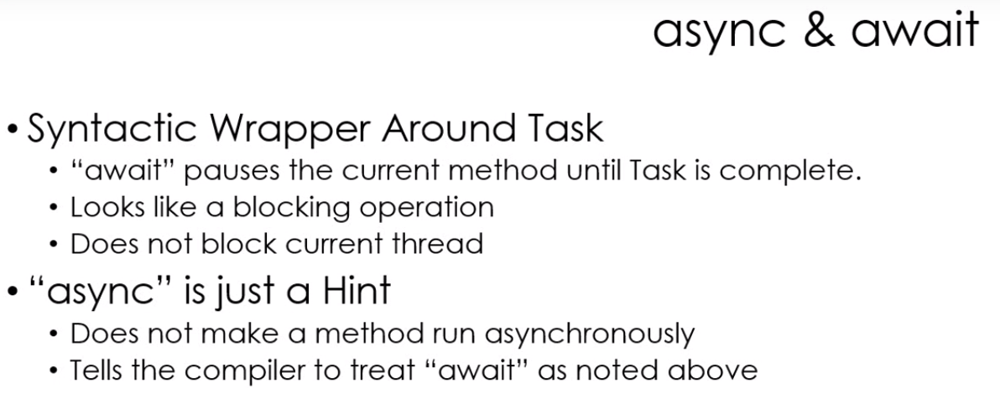 async & await
• Syntactic Wrapper Around Task
• “await” pauses the current method until Task is complete.
• Looks like a blocking operation
• Does not block current thread
• “async” is just a Hint
• Does not make a method run asynchronously
• Tells the compiler to treat “await” as noted above